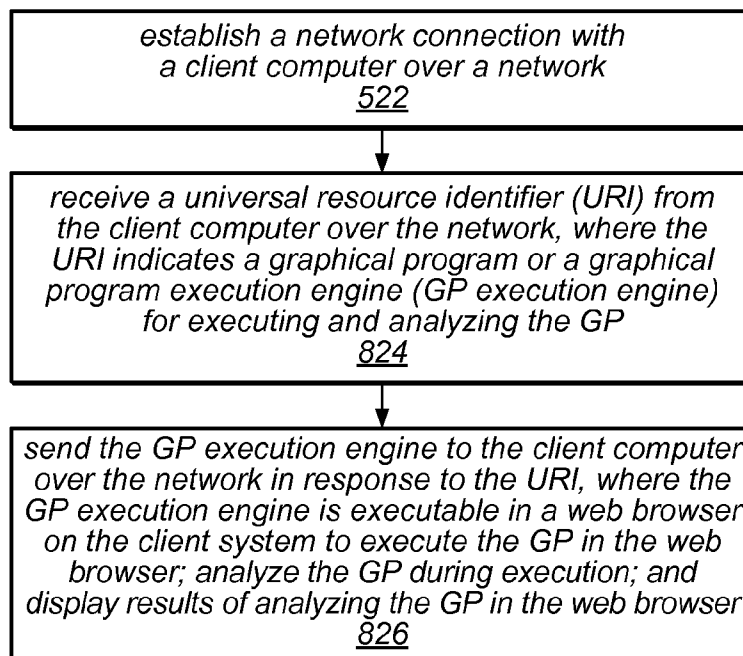 establish a network connection with
a client computer over a network
522
receive a universal resource identifier (URI) from
the client computer over the network, where the
URI indicates a graphical program or a graphical
program execution engine (GP execution engine)
for executing and analyzing the GP
824
send the GP execution engine to the client computer
over the network in response to the URI, where the
GP execution engine is executable in a web browser
on the client system to execute the GP in the web
browser; analyze the GP during execution; and
display results of analyzing the GP in the web browser
826